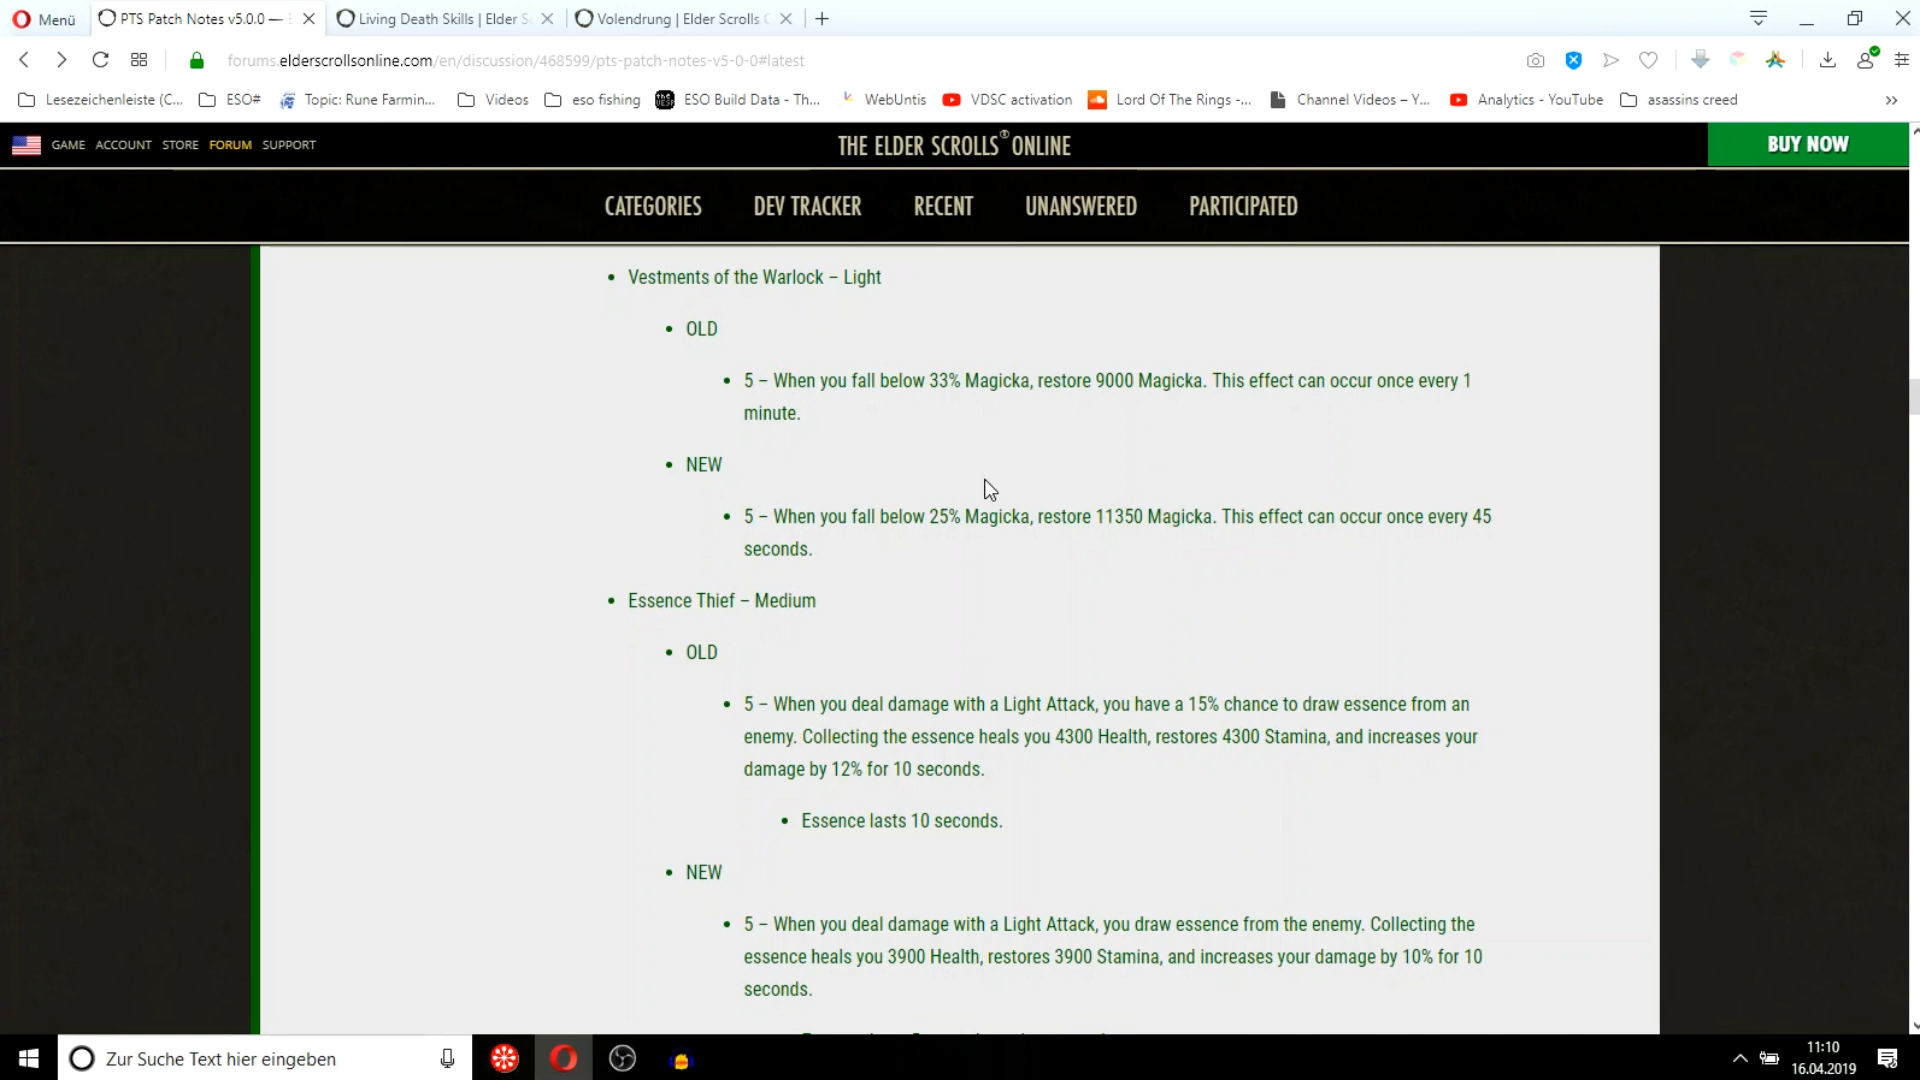 Menü
PTS Patch Notes v5.0.0 —
Living Death Skills | Elder S
Volendrung | Elder Scrolls
forums.elderscrollsonline.com/en/discussion/468599/pts-patch-notes-v5-0-0#latest
Lesezeichenleiste (C...
ESO#
Topic: Rune Farmin...
Videos
eso fishing
ESO Build Data - Th...
WebUntis
VDSC activation
Lord Of The Rings -...
Channel Videos – Y...
Analytics - YouTube
asassins creed
GAME ACCOUNT STORE FORUM SUPPORT
THE ELDER SCROLLS® ONLINE
BUY NOW
CATEGORIES DEV TRACKER RECENT UNANSWERED PARTICIPATED
• Vestments of the Warlock – Light
• OLD
• 5 – When you fall below 33% Magicka, restore 9000 Magicka. This effect can occur once every 1
minute.
• NEW
• 5 – When you fall below 25% Magicka, restore 11350 Magicka. This effect can occur once every 45
seconds.
• Essence Thief – Medium
• OLD
• 5 – When you deal damage with a Light Attack, you have a 15% chance to draw essence from an
enemy. Collecting the essence heals you 4300 Health, restores 4300 Stamina, and increases your
damage by 12% for 10 seconds.
• Essence lasts 10 seconds.
• NEW
• 5 – When you deal damage with a Light Attack, you draw essence from the enemy. Collecting the
essence heals you 3900 Health, restores 3900 Stamina, and increases your damage by 10% for 10
seconds.
Zur Suche Text hier eingeben
11:10
16.04.2019